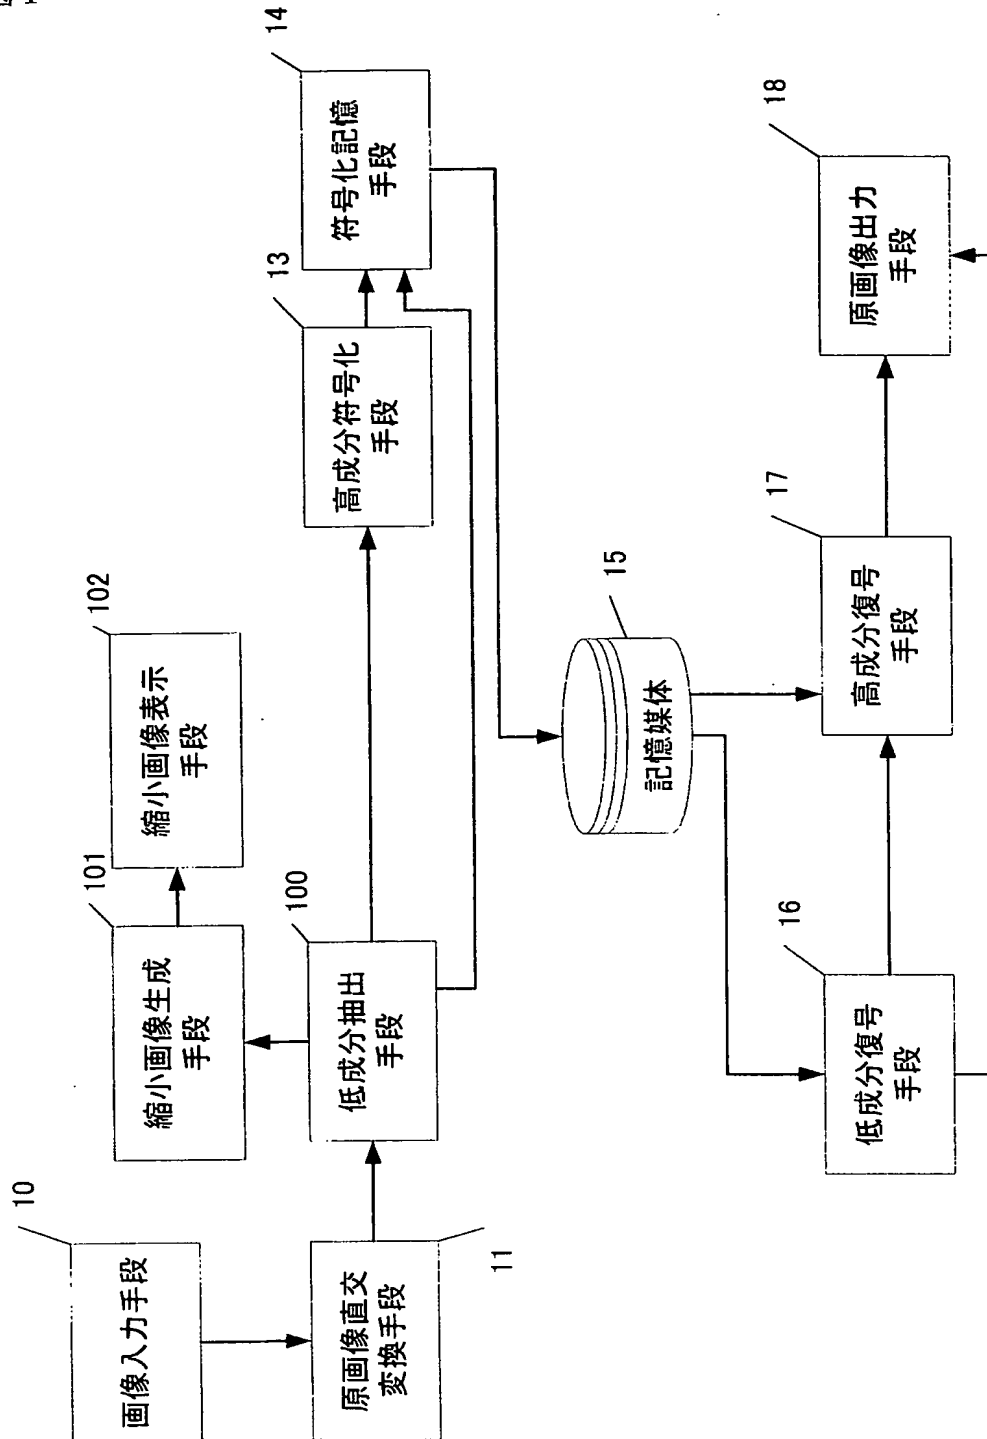 10
画像入力手段
原画像直交
変換手段
11
101
縮小画像生成
手段
102
縮小画像表示
手段
100
低成分抽出
手段
13
高成分符号化
手段
14
符号化記憶
手段
15
記憶媒体
16
低成分復号
手段
17
高成分復号
手段
18
原画像出力
手段